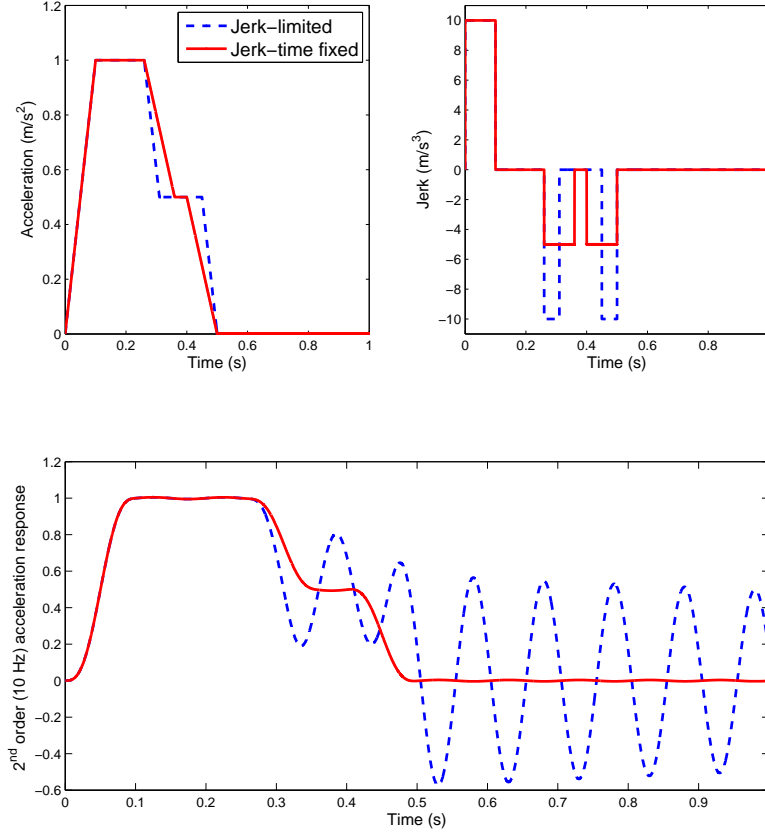 1.2
1
0.8
0.6
0.4
0.2
0
0 0.2 0.4 0.6 0.8 1
Time (s)
Acceleration (m/s²)
Jerk−limited
Jerk−time fixed
10
8
6
4
2
0
−2
−4
−6
−8
−10
0 0.2 0.4 0.6 0.8
Time (s)
Jerk (m/s³)
1.2
1
0.8
0.6
0.4
0.2
0
−0.2
−0.4
−0.6
0 0.1 0.2 0.3 0.4 0.5 0.6 0.7 0.8 0.9
Time (s)
2nd order (10 Hz) acceleration response